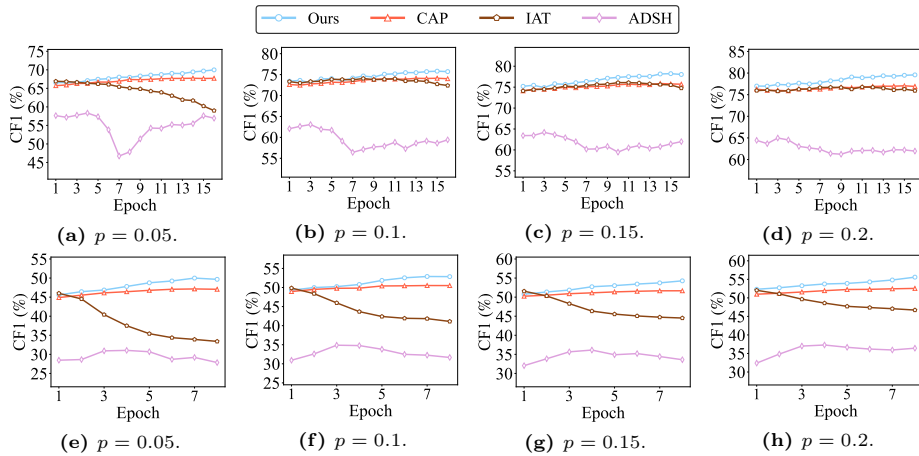 Ours CAP IAT ADSH
CF1 (%)
75
70
65
60
55
50
45
1 3 5 7 9 11 13 15
Epoch
(a) p = 0.05.
CF1 (%)
80
75
70
65
60
55
1 3 5 7 9 11 13 15
Epoch
(b) p = 0.1.
CF1 (%)
85
80
75
70
65
60
55
1 3 5 7 9 11 13 15
Epoch
(c) p = 0.15.
CF1 (%)
85
80
75
70
65
60
1 3 5 7 9 11 13 15
Epoch
(d) p = 0.2.
CF1 (%)
55
50
45
40
35
30
25
1 3 5 7
Epoch
(e) p = 0.05.
CF1 (%)
55
50
45
40
35
30
25
1 3 5 7
Epoch
(f) p = 0.1.
CF1 (%)
60
55
50
45
40
35
30
1 3 5 7
Epoch
(g) p = 0.15.
CF1 (%)
60
55
50
45
40
35
30
1 3 5 7
Epoch
(h) p = 0.2.